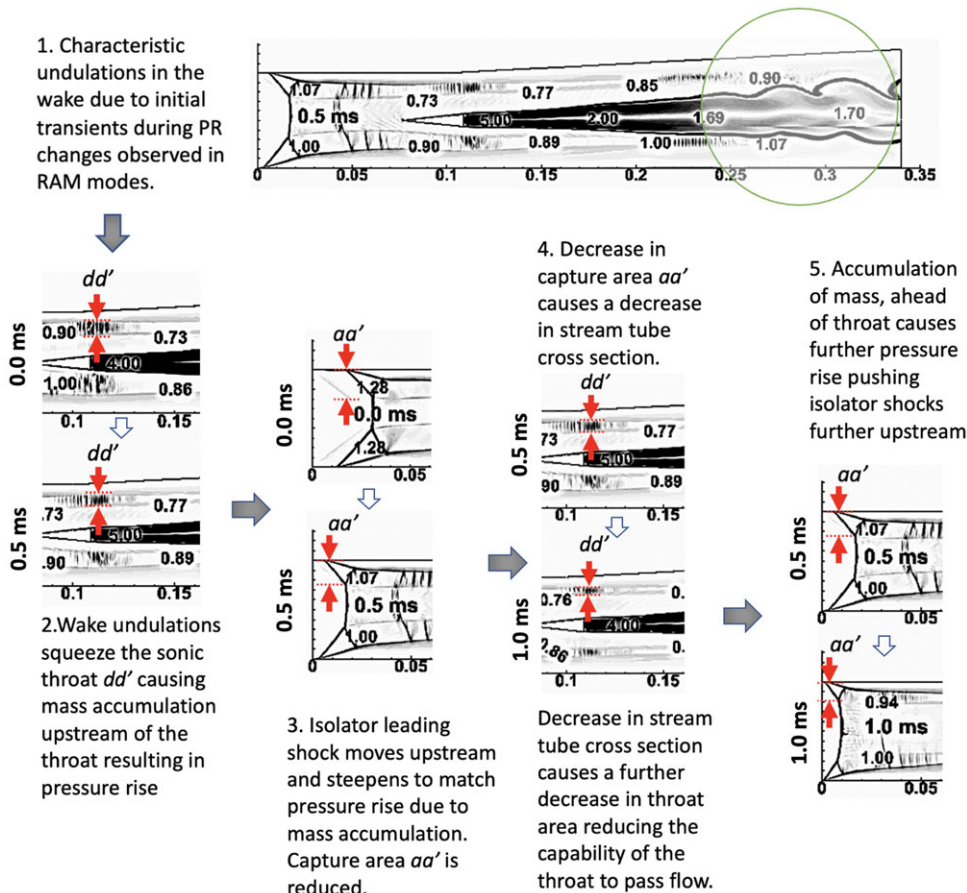 1. Characteristic
undulations in the
wake due to initial
transients during PR
changes observed in
RAM modes.
1.07
0.5 ms
1.00
0.73
0.90
0.77
0.89
0.85
1.00
0.90
1.07
5.00
2.00
1.69
1.70
0
0.05
0.1
0.15
0.2
0.25
0.3
0.35
dd'
0.0 ms
0.90
0.73
4.00
1.00
0.86
0.1
0.15
dd'
0.5 ms
.73
0.77
5.00
.90
0.89
0.1
0.15
2.Wake undulations
squeeze the sonic
throat dd' causing
mass accumulation
upstream of the
throat resulting in
pressure rise
aa'
0.0 ms
1.28
0.0 ms
1.28
0
0.05
aa'
0.5 ms
1.07
0.5 ms
1.00
0
0.05
3. Isolator leading
shock moves upstream
and steepens to match
pressure rise due to
mass accumulation.
Capture area aa' is
reduced.
4. Decrease in
capture area aa'
causes a decrease
in stream tube
cross section.
dd'
0.5 ms
73
0.77
5.00
90
0.89
0.1
0.15
dd'
1.0 ms
0.76
0.
4.00
2.86
0.
0.1
0.15
Decrease in stream
tube cross section
causes a further
decrease in throat
area reducing the
capability of the
throat to pass flow.
5. Accumulation
of mass, ahead
of throat causes
further pressure
rise pushing
isolator shocks
further upstream
aa'
0.5 ms
1.07
0.5 ms
1.00
0
0.05
aa'
1.0 ms
0.94
1.0 ms
1.00
0
0.05